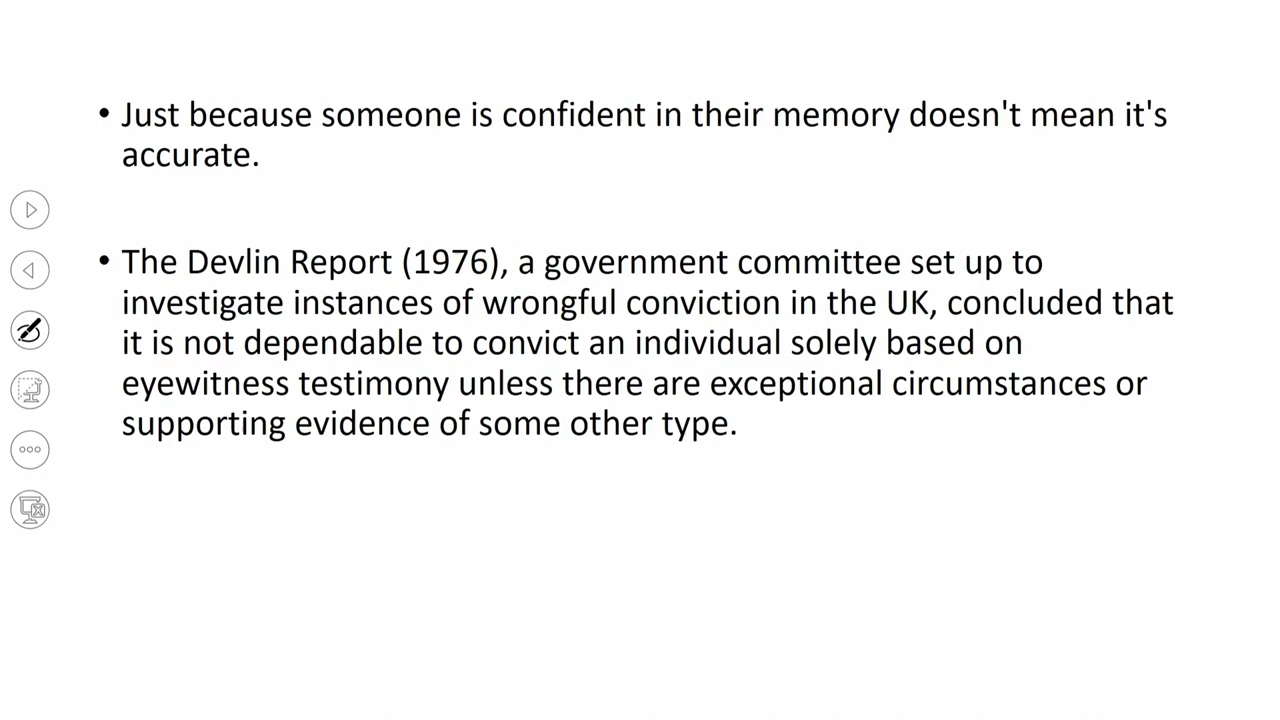 • Just because someone is confident in their memory doesn't mean it's
accurate.
• The Devlin Report (1976), a government committee set up to
investigate instances of wrongful conviction in the UK, concluded that
it is not dependable to convict an individual solely based on
eyewitness testimony unless there are exceptional circumstances or
supporting evidence of some other type.